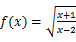 f(x) = √((x+1)/(x−2))